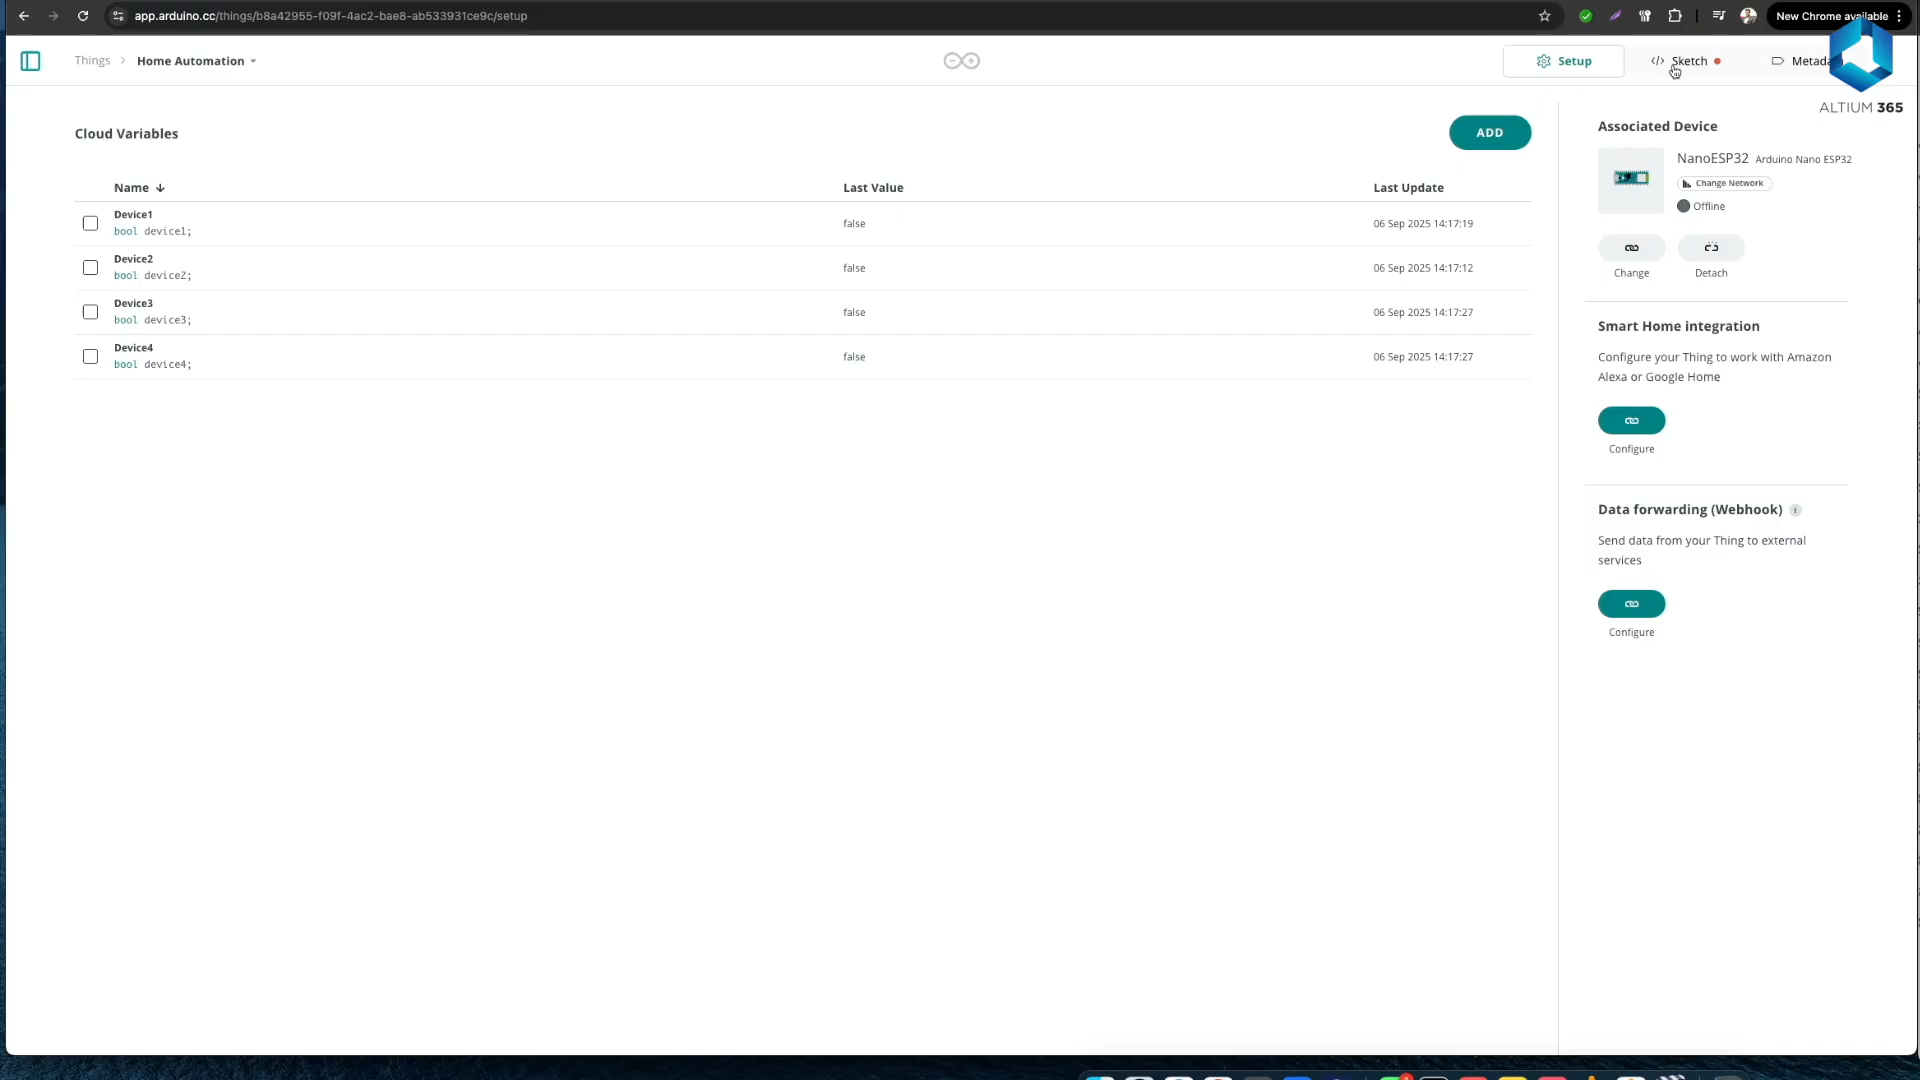 app.arduino.cc/things/b8a42955-f09f-4ac2-bae8-ab533931ce9c/setup
New Chrome available
Things > Home Automation
Setup
</> Sketch
ALTIUM 365
Cloud Variables
ADD
Associated Device
NanoESP32 Arduino Nano ESP32
Change Network
Offline
Change Detach
Name Last Value Last Update
Device1
bool device1;
false
06 Sep 2025 14:17:19
Device2
bool device2;
false
06 Sep 2025 14:17:12
Device3
bool device3;
false
06 Sep 2025 14:17:27
Device4
bool device4;
false
06 Sep 2025 14:17:27
Smart Home integration
Configure your Thing to work with Amazon
Alexa or Google Home
Configure
Data forwarding (Webhook) i
Send data from your Thing to external
services
Configure